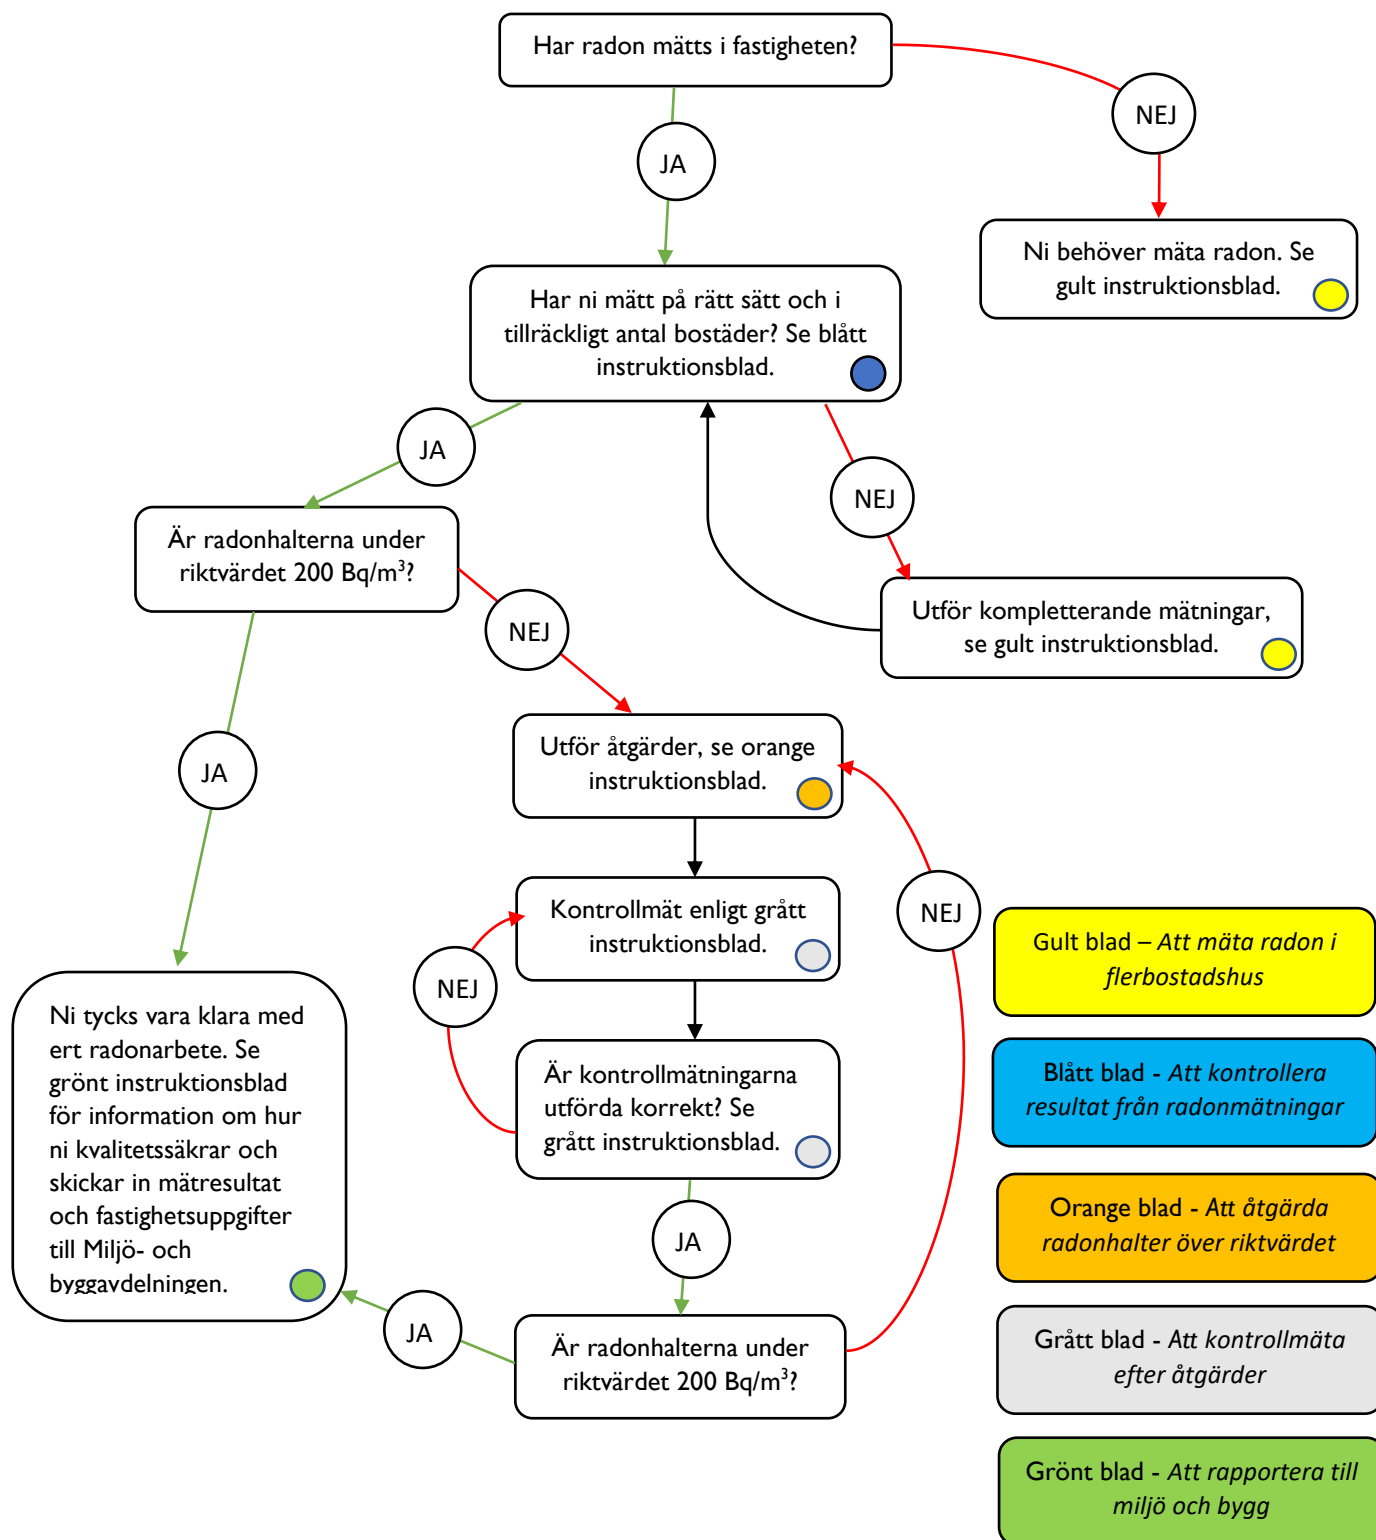 Har radon mätts i fastigheten?
NEJ
JA
Ni behöver mäta radon. Se
gult instruktionsblad.
Har ni mätt på rätt sätt och i
tillräckligt antal bostäder? Se blått
instruktionsblad.
JA
NEJ
Är radonhalterna under
riktvärdet 200 Bq/m³?
Utför kompletterande mätningar,
se gult instruktionsblad.
NEJ
JA
Utför åtgärder, se orange
instruktionsblad.
Kontrollmät enligt grått
instruktionsblad.
NEJ
NEJ
Är kontrollmätningarna
utförda korrekt? Se
grått instruktionsblad.
JA
Är radonhalterna under
riktvärdet 200 Bq/m³?
JA
Ni tycks vara klara med
ert radonarbete. Se
grönt instruktionsblad
för information om hur
ni kvalitetssäkrar och
skickar in mätresultat
och fastighetsuppgifter
till Miljö- och
byggavdelningen.
Gult blad – Att mäta radon i
flerbostadshus
Blått blad - Att kontrollera
resultat från radonmätningar
Orange blad - Att åtgärda
radonhalter över riktvärdet
Grått blad - Att kontrollmäta
efter åtgärder
Grönt blad - Att rapportera till
miljö och bygg